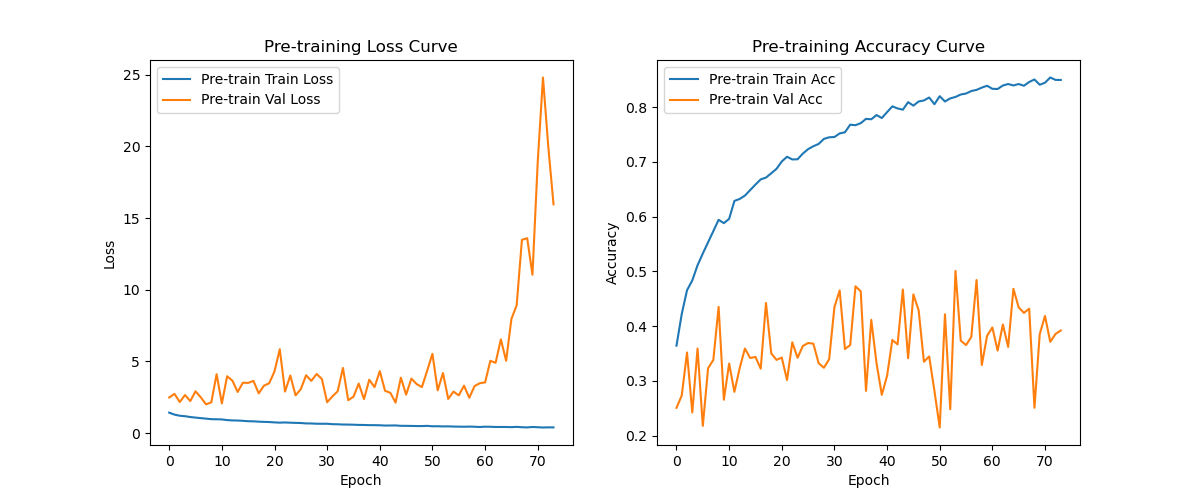 Pre-training Loss Curve
Pre-train Train Loss
Pre-train Val Loss
25
20
15
10
5
0
Loss
0 10 20 30 40 50 60 70
Epoch
Pre-training Accuracy Curve
Pre-train Train Acc
Pre-train Val Acc
0.8
0.7
0.6
0.5
0.4
0.3
0.2
Accuracy
0 10 20 30 40 50 60 70
Epoch